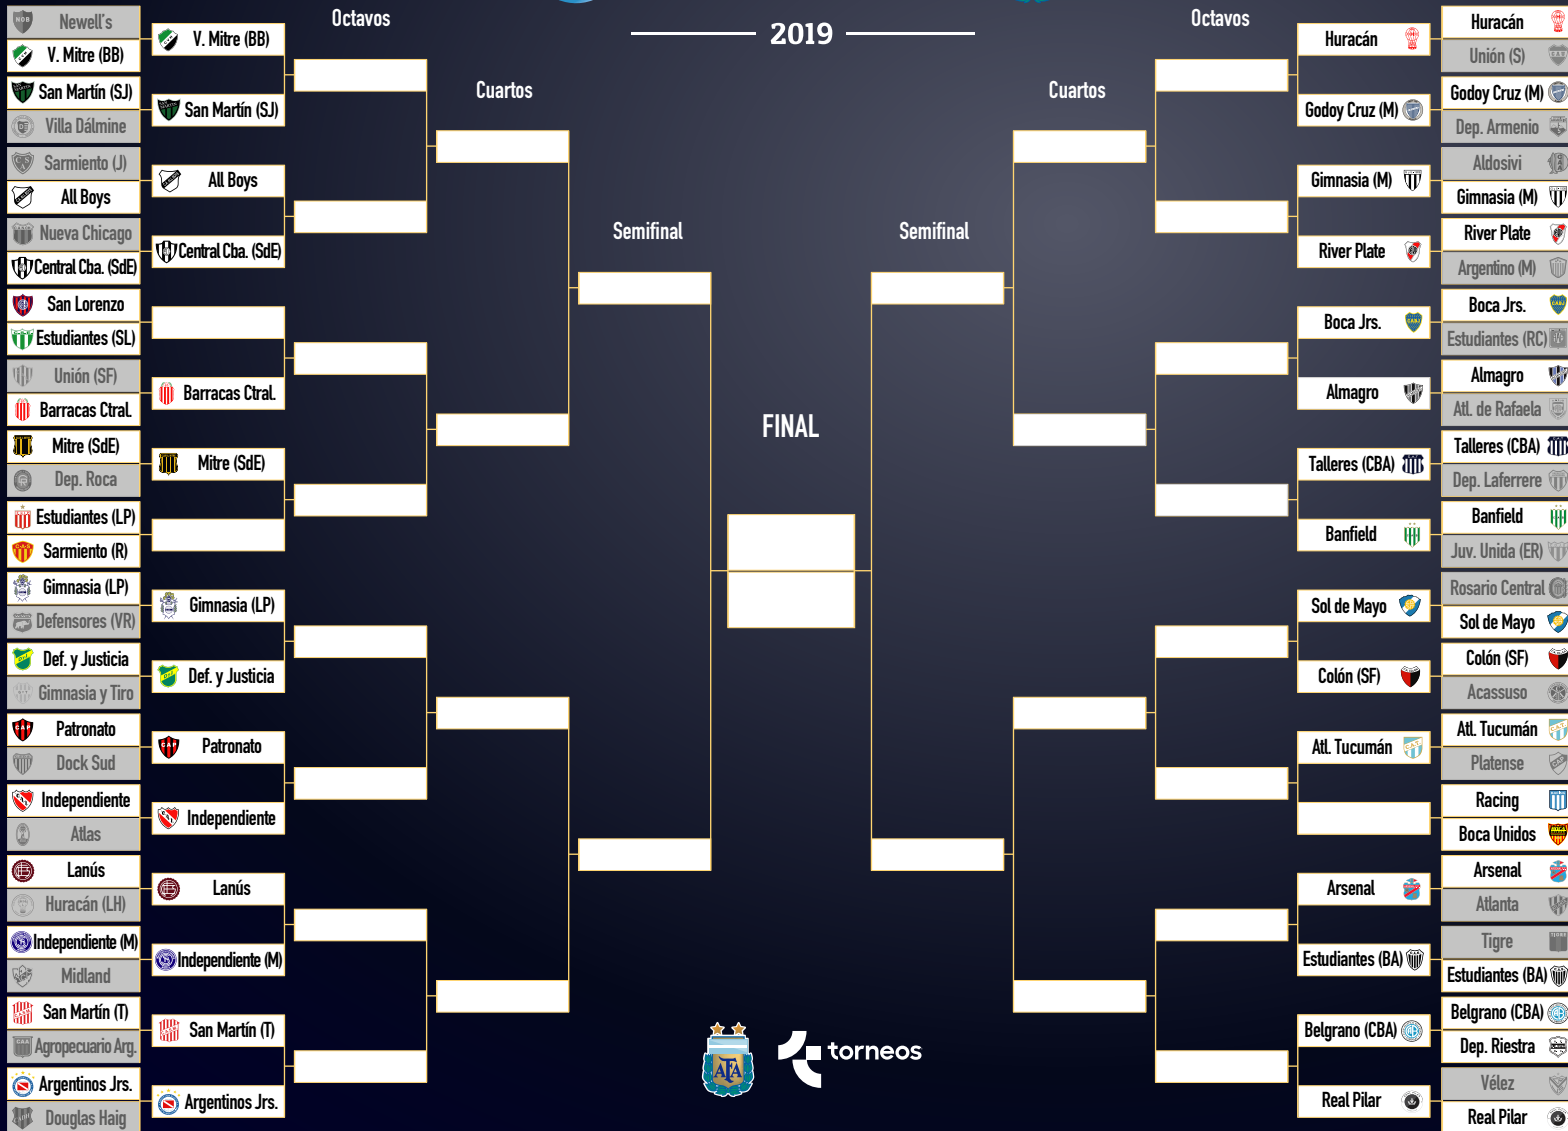 2019
Octavos
Cuartos
Semifinal
FINAL
Semifinal
Cuartos
Octavos
Newell's
V. Mitre (BB)
San Martín (SJ)
Villa Dálmine
Sarmiento (J)
All Boys
Nueva Chicago
Central Cba. (SdE)
San Lorenzo
Estudiantes (SL)
Unión (SF)
Barracas Ctral.
Mitre (SdE)
Dep. Roca
Estudiantes (LP)
Sarmiento (R)
Gimnasia (LP)
Defensores (VR)
Def. y Justicia
Gimnasia y Tiro
Patronato
Dock Sud
Independiente
Atlas
Lanús
Huracán (LH)
Independiente (M)
Midland
San Martín (T)
Agropecuario Arg.
Argentinos Jrs.
Douglas Haig
V. Mitre (BB)
San Martín (SJ)
All Boys
Central Cba. (SdE)
Barracas Ctral.
Mitre (SdE)
Gimnasia (LP)
Def. y Justicia
Patronato
Independiente
Lanús
Independiente (M)
San Martín (T)
Argentinos Jrs.
AFA
torneos
Huracán
Godoy Cruz (M)
Gimnasia (M)
River Plate
Boca Jrs.
Almagro
Talleres (CBA)
Banfield
Sol de Mayo
Colón (SF)
Atl. Tucumán
Arsenal
Estudiantes (BA)
Belgrano (CBA)
Real Pilar
Huracán
Unión (S)
Godoy Cruz (M)
Dep. Armenio
Aldosivi
Gimnasia (M)
River Plate
Argentino (M)
Boca Jrs.
Estudiantes (RC)
Almagro
Atl. de Rafaela
Talleres (CBA)
Dep. Laferrere
Banfield
Juv. Unida (ER)
Rosario Central
Sol de Mayo
Colón (SF)
Acassuso
Atl. Tucumán
Platense
Racing
Boca Unidos
Arsenal
Atlanta
Tigre
Estudiantes (BA)
Belgrano (CBA)
Dep. Riestra
Vélez
Real Pilar